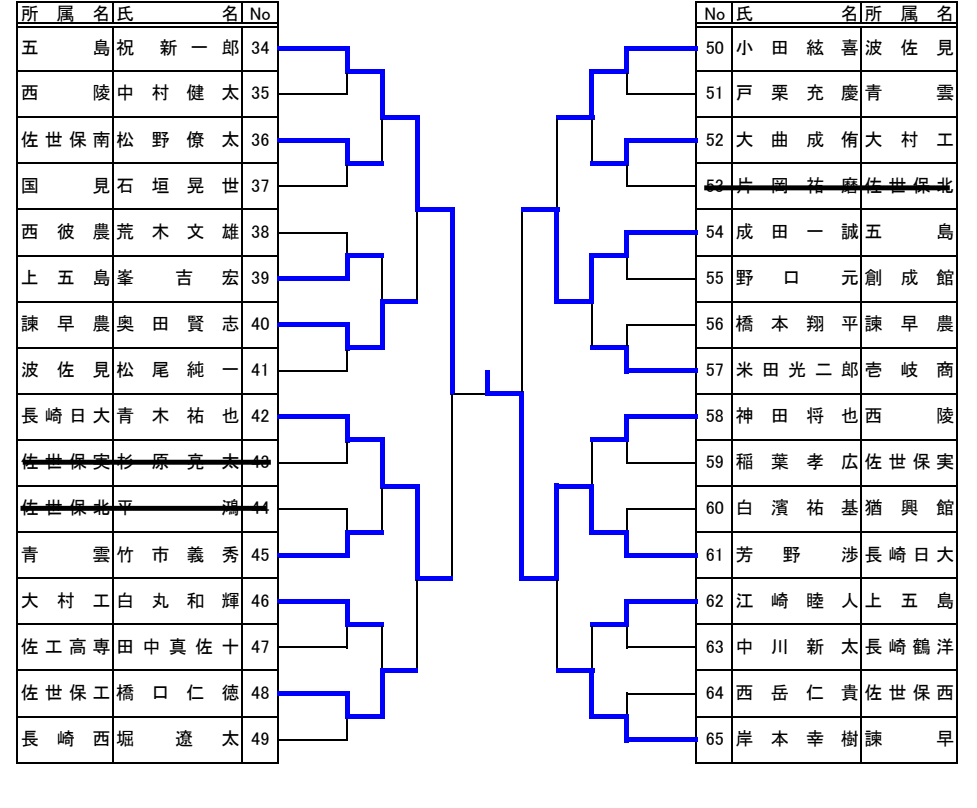 所属名 氏名 No
五島 祝新一郎 34
西陵 中村健太 35
佐世保南 松野僚太 36
国見 石垣晃世 37
西彼農 荒木文雄 38
上五島 峯吉宏 39
諫早農 奥田賢志 40
波佐見 松尾純一 41
長崎日大 青木祐也 42
佐世保実 杉原亮太 43
佐世保北 平鴻 44
青雲 竹市義秀 45
大村工 白丸和輝 46
佐工高専 田中真佐十 47
佐世保工 橋口仁徳 48
長崎西 堀遼太 49
No 氏名 所属名
50 小田絃喜 波佐見
51 戸栗充慶 青雲
52 大曲成侑 大村工
53 片岡祐磨 佐世保北
54 成田一誠 五島
55 野口元 創成館
56 橋本翔平 諫早農
57 米田光二郎 壱岐商
58 神田将也 西陵
59 稲葉孝広 佐世保実
60 白濱祐基 猶興館
61 芳野渉 長崎日大
62 江崎睦人 上五島
63 中川新太 長崎鶴洋
64 西岳仁貴 佐世保西
65 岸本幸樹 諫早